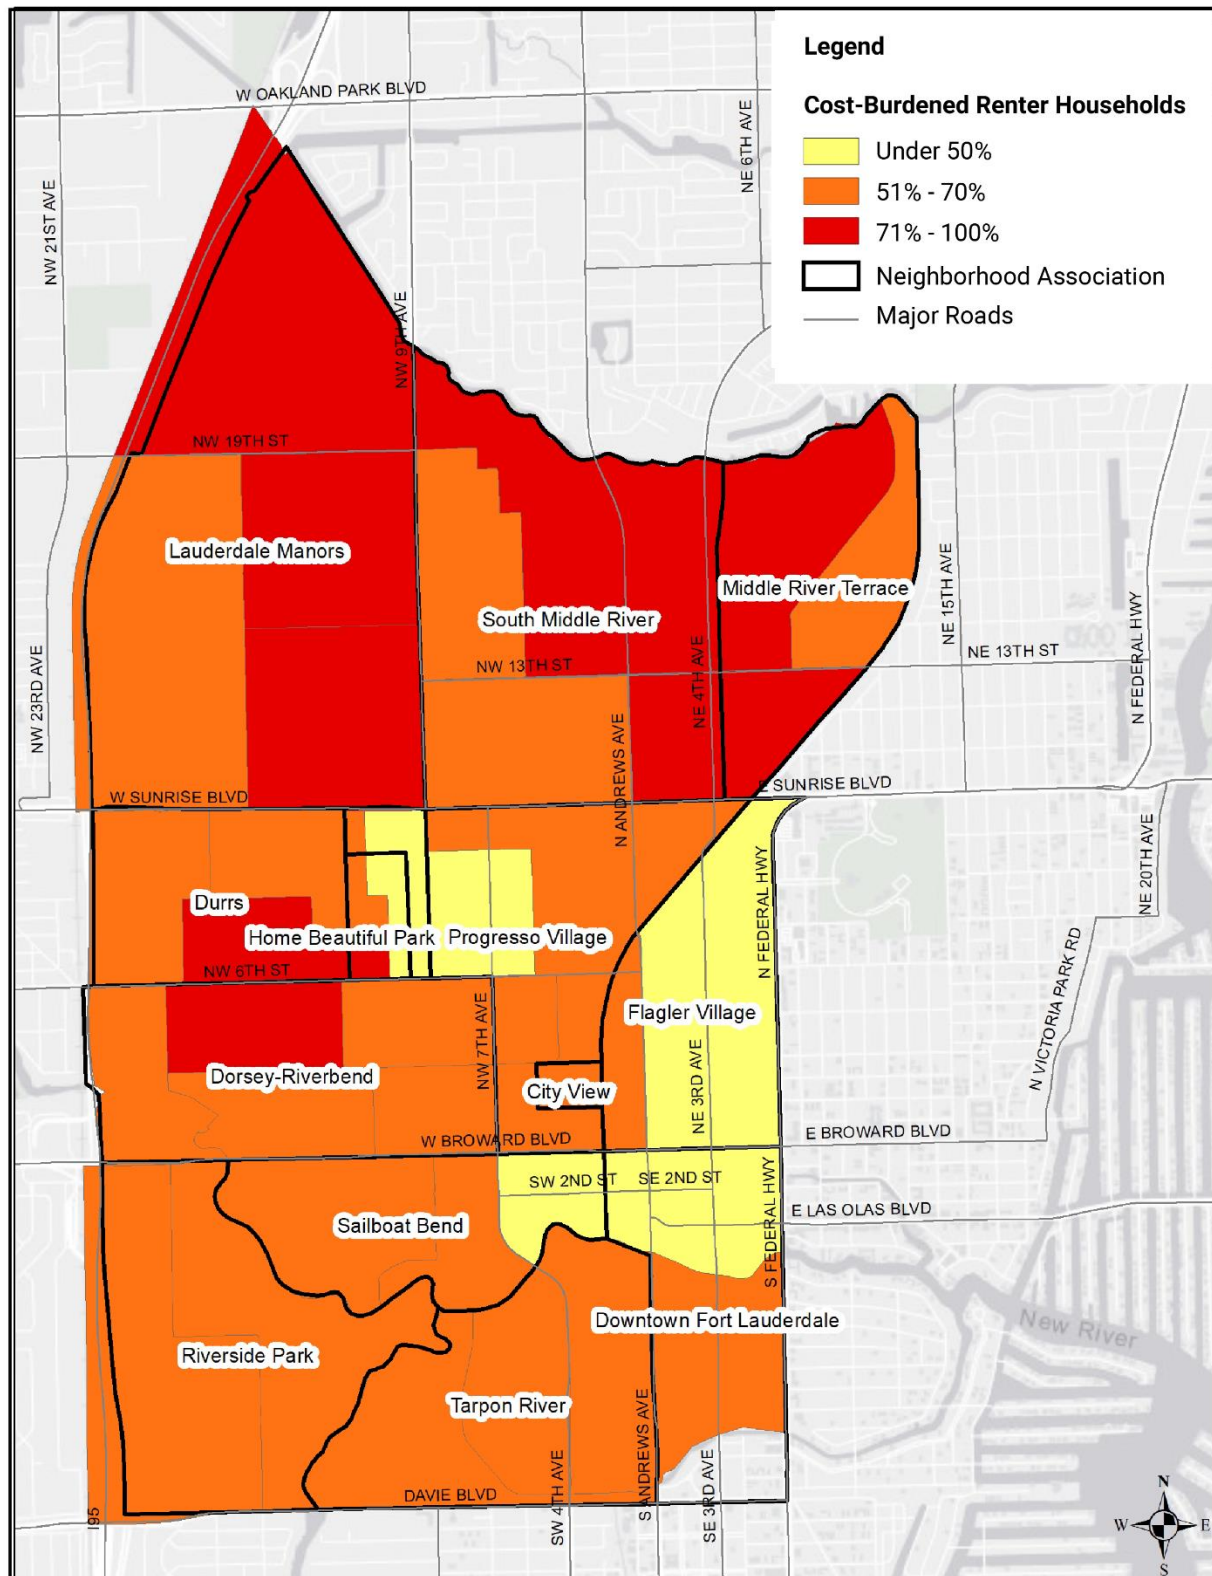 Legend
Cost-Burdened Renter Households
Under 50%
51% - 70%
71% - 100%
Neighborhood Association
Major Roads
W OAKLAND PARK BLVD
NE 6TH AVE
NW 21ST AVE
NW 9TH AVE
NW 19TH ST
Lauderdale Manors
South Middle River
Middle River Terrace
NE 15TH AVE
N FEDERAL HWY
NE 13TH ST
NW 13TH ST
NE 4TH AVE
NW 23RD AVE
N ANDREWS AVE
W SUNRISE BLVD
E SUNRISE BLVD
NE 20TH AVE
N FEDERAL HWY
Durrs
Home Beautiful Park
Progresso Village
NW 6TH ST
N VICTORIA PARK RD
Flagler Village
NW 7TH AVE
NE 3RD AVE
Dorsey-Riverbend
City View
W BROWARD BLVD
E BROWARD BLVD
SW 2ND ST
SE 2ND ST
E LAS OLAS BLVD
S FEDERAL HWY
Sailboat Bend
Downtown Fort Lauderdale
New River
Riverside Park
Tarpon River
S ANDREWS AVE
SW 4TH AVE
SE 3RD AVE
DAVIE BLVD
I95
N
W
E
S